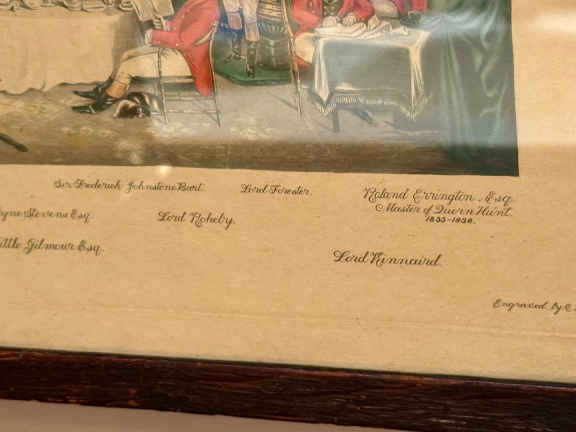 Sir Frederick Johnstone Bart. Lord Forester. Rokand Errington. Esq.
Master of Quorn Hunt.
1835-1838.
yne Stevens Esq. Lord Rokeby.
ittle Gilmour Esq. Lord Kinnaird.
Engraved by C